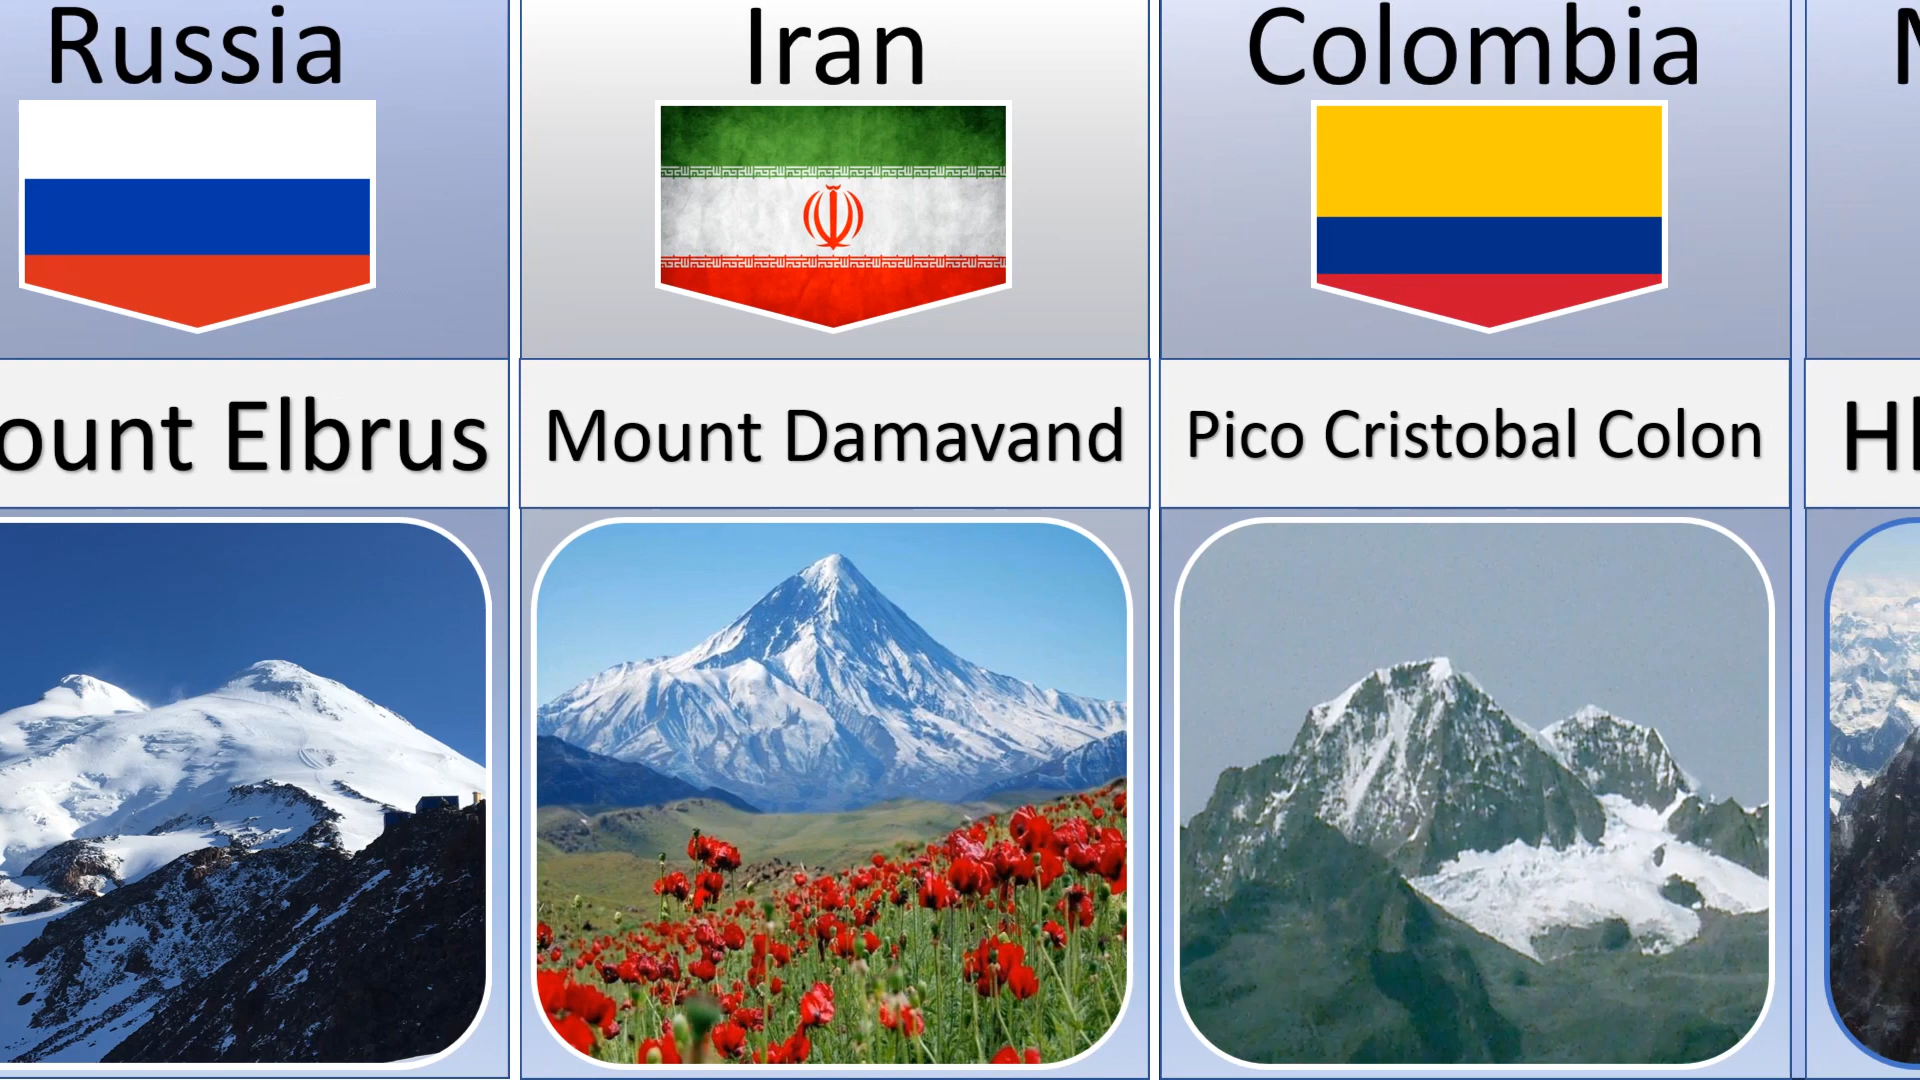 Russia
Iran
Colombia
ount Elbrus
Mount Damavand
Pico Cristobal Colon